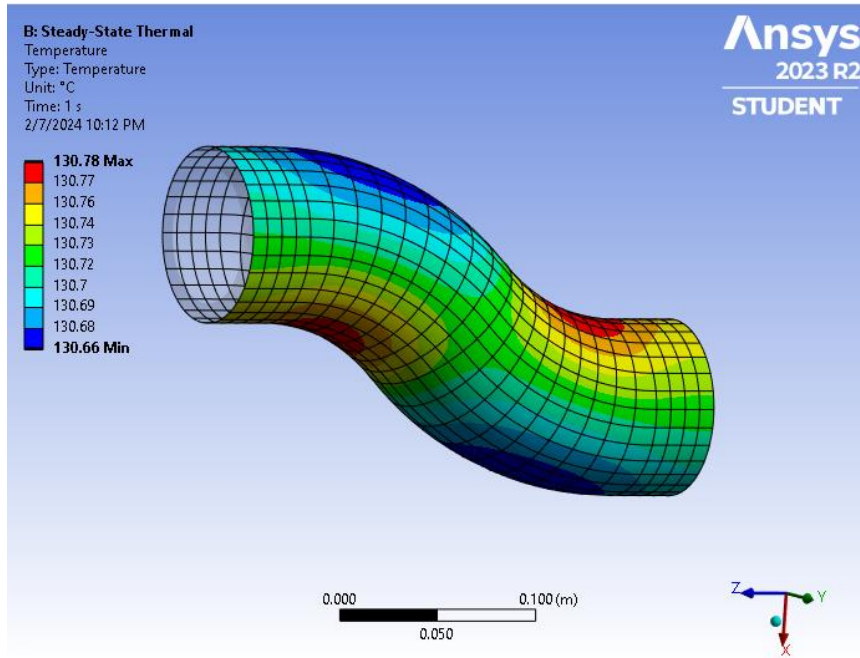 B: Steady-State Thermal
Temperature
Type: Temperature
Unit: °C
Time: 1 s
2/7/2024 10:12 PM
130.78 Max
130.77
130.76
130.74
130.73
130.72
130.7
130.69
130.68
130.66 Min
Ansys
2023 R2
STUDENT
0.000
0.100 (m)
0.050
Z
Y
X